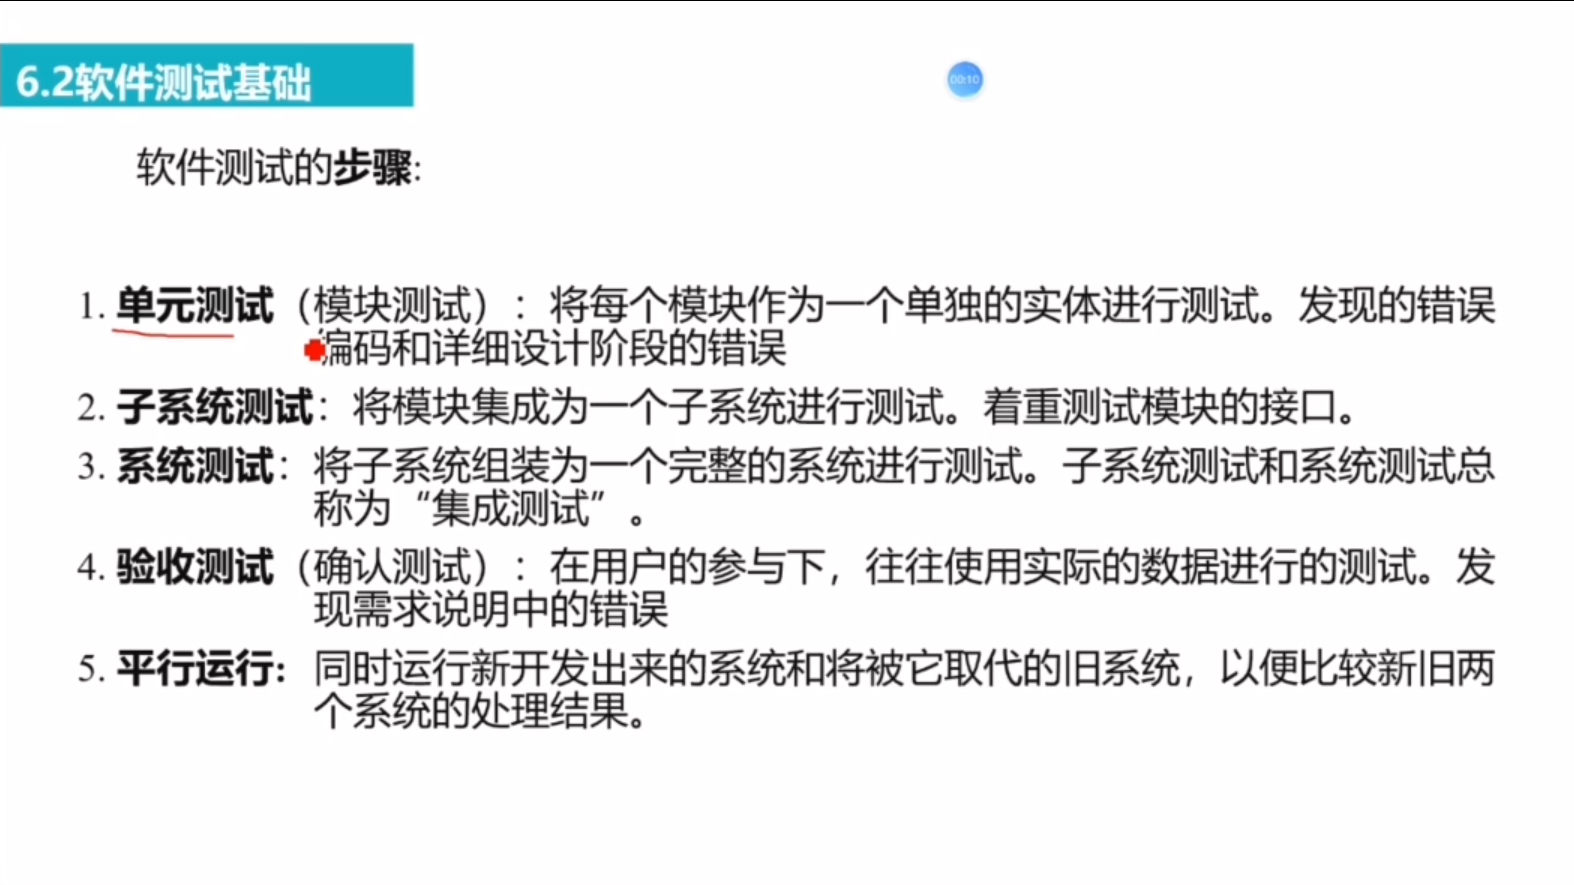 6.2软件测试基础
00:10
软件测试的步骤:
1. 单元测试（模块测试）：将每个模块作为一个单独的实体进行测试。发现的错误
编码和详细设计阶段的错误
2. 子系统测试：将模块集成为一个子系统进行测试。着重测试模块的接口。
3. 系统测试：将子系统组装为一个完整的系统进行测试。子系统测试和系统测试总
称为“集成测试”。
4. 验收测试（确认测试）：在用户的参与下，往往使用实际的数据进行的测试。发
现需求说明中的错误
5. 平行运行：同时运行新开发出来的系统和将被它取代的旧系统，以便比较新旧两
个系统的处理结果。